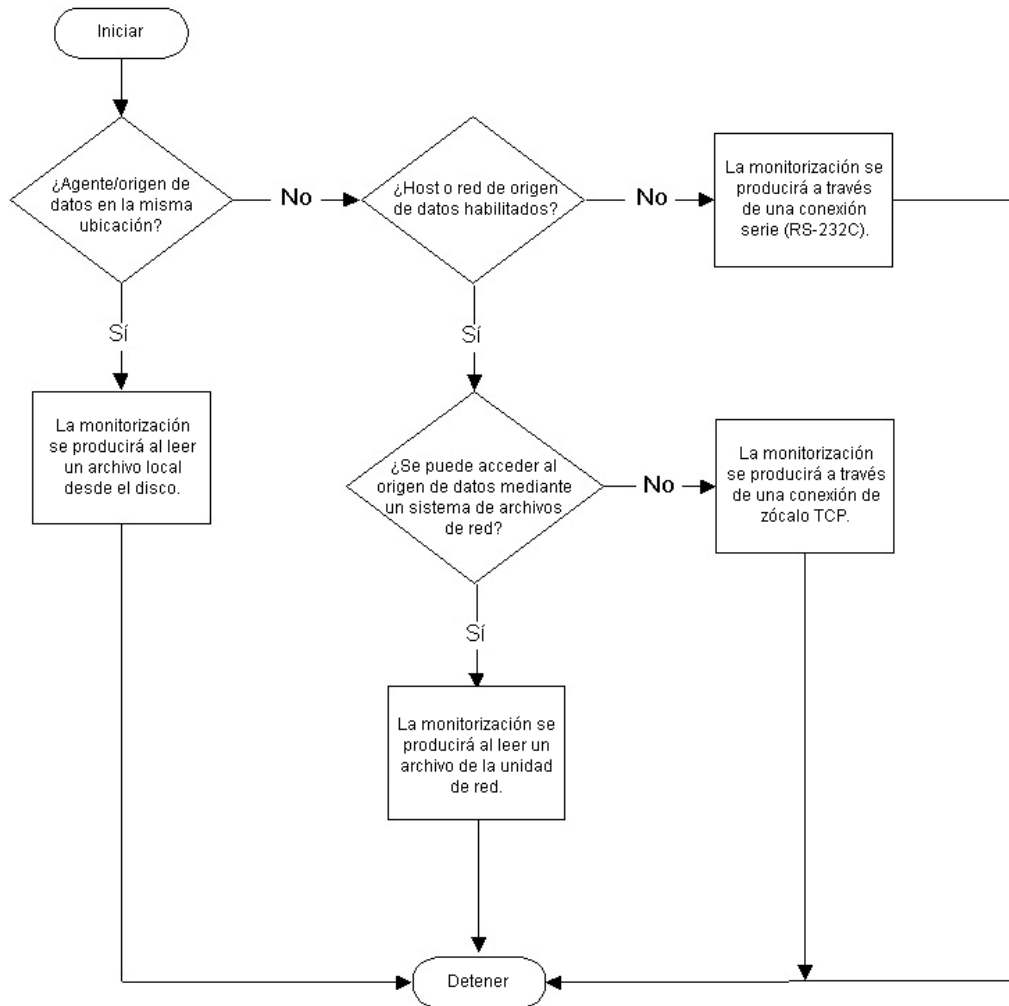 Iniciar
¿Agente/origen de
datos en la misma
ubicación?
No
¿Host o red de origen
de datos habilitados?
No
La monitorización se
producirá a través
de una conexión
serie (RS-232C).
Sí
Sí
La monitorización
se producirá al leer
un archivo local
desde el disco.
¿Se puede acceder al
origen de datos mediante
un sistema de archivos
de red?
No
La monitorización
se producirá a través
de una conexión de
zócalo TCP.
Sí
La monitorización se
producirá al leer un
archivo de la unidad
de red.
Detener